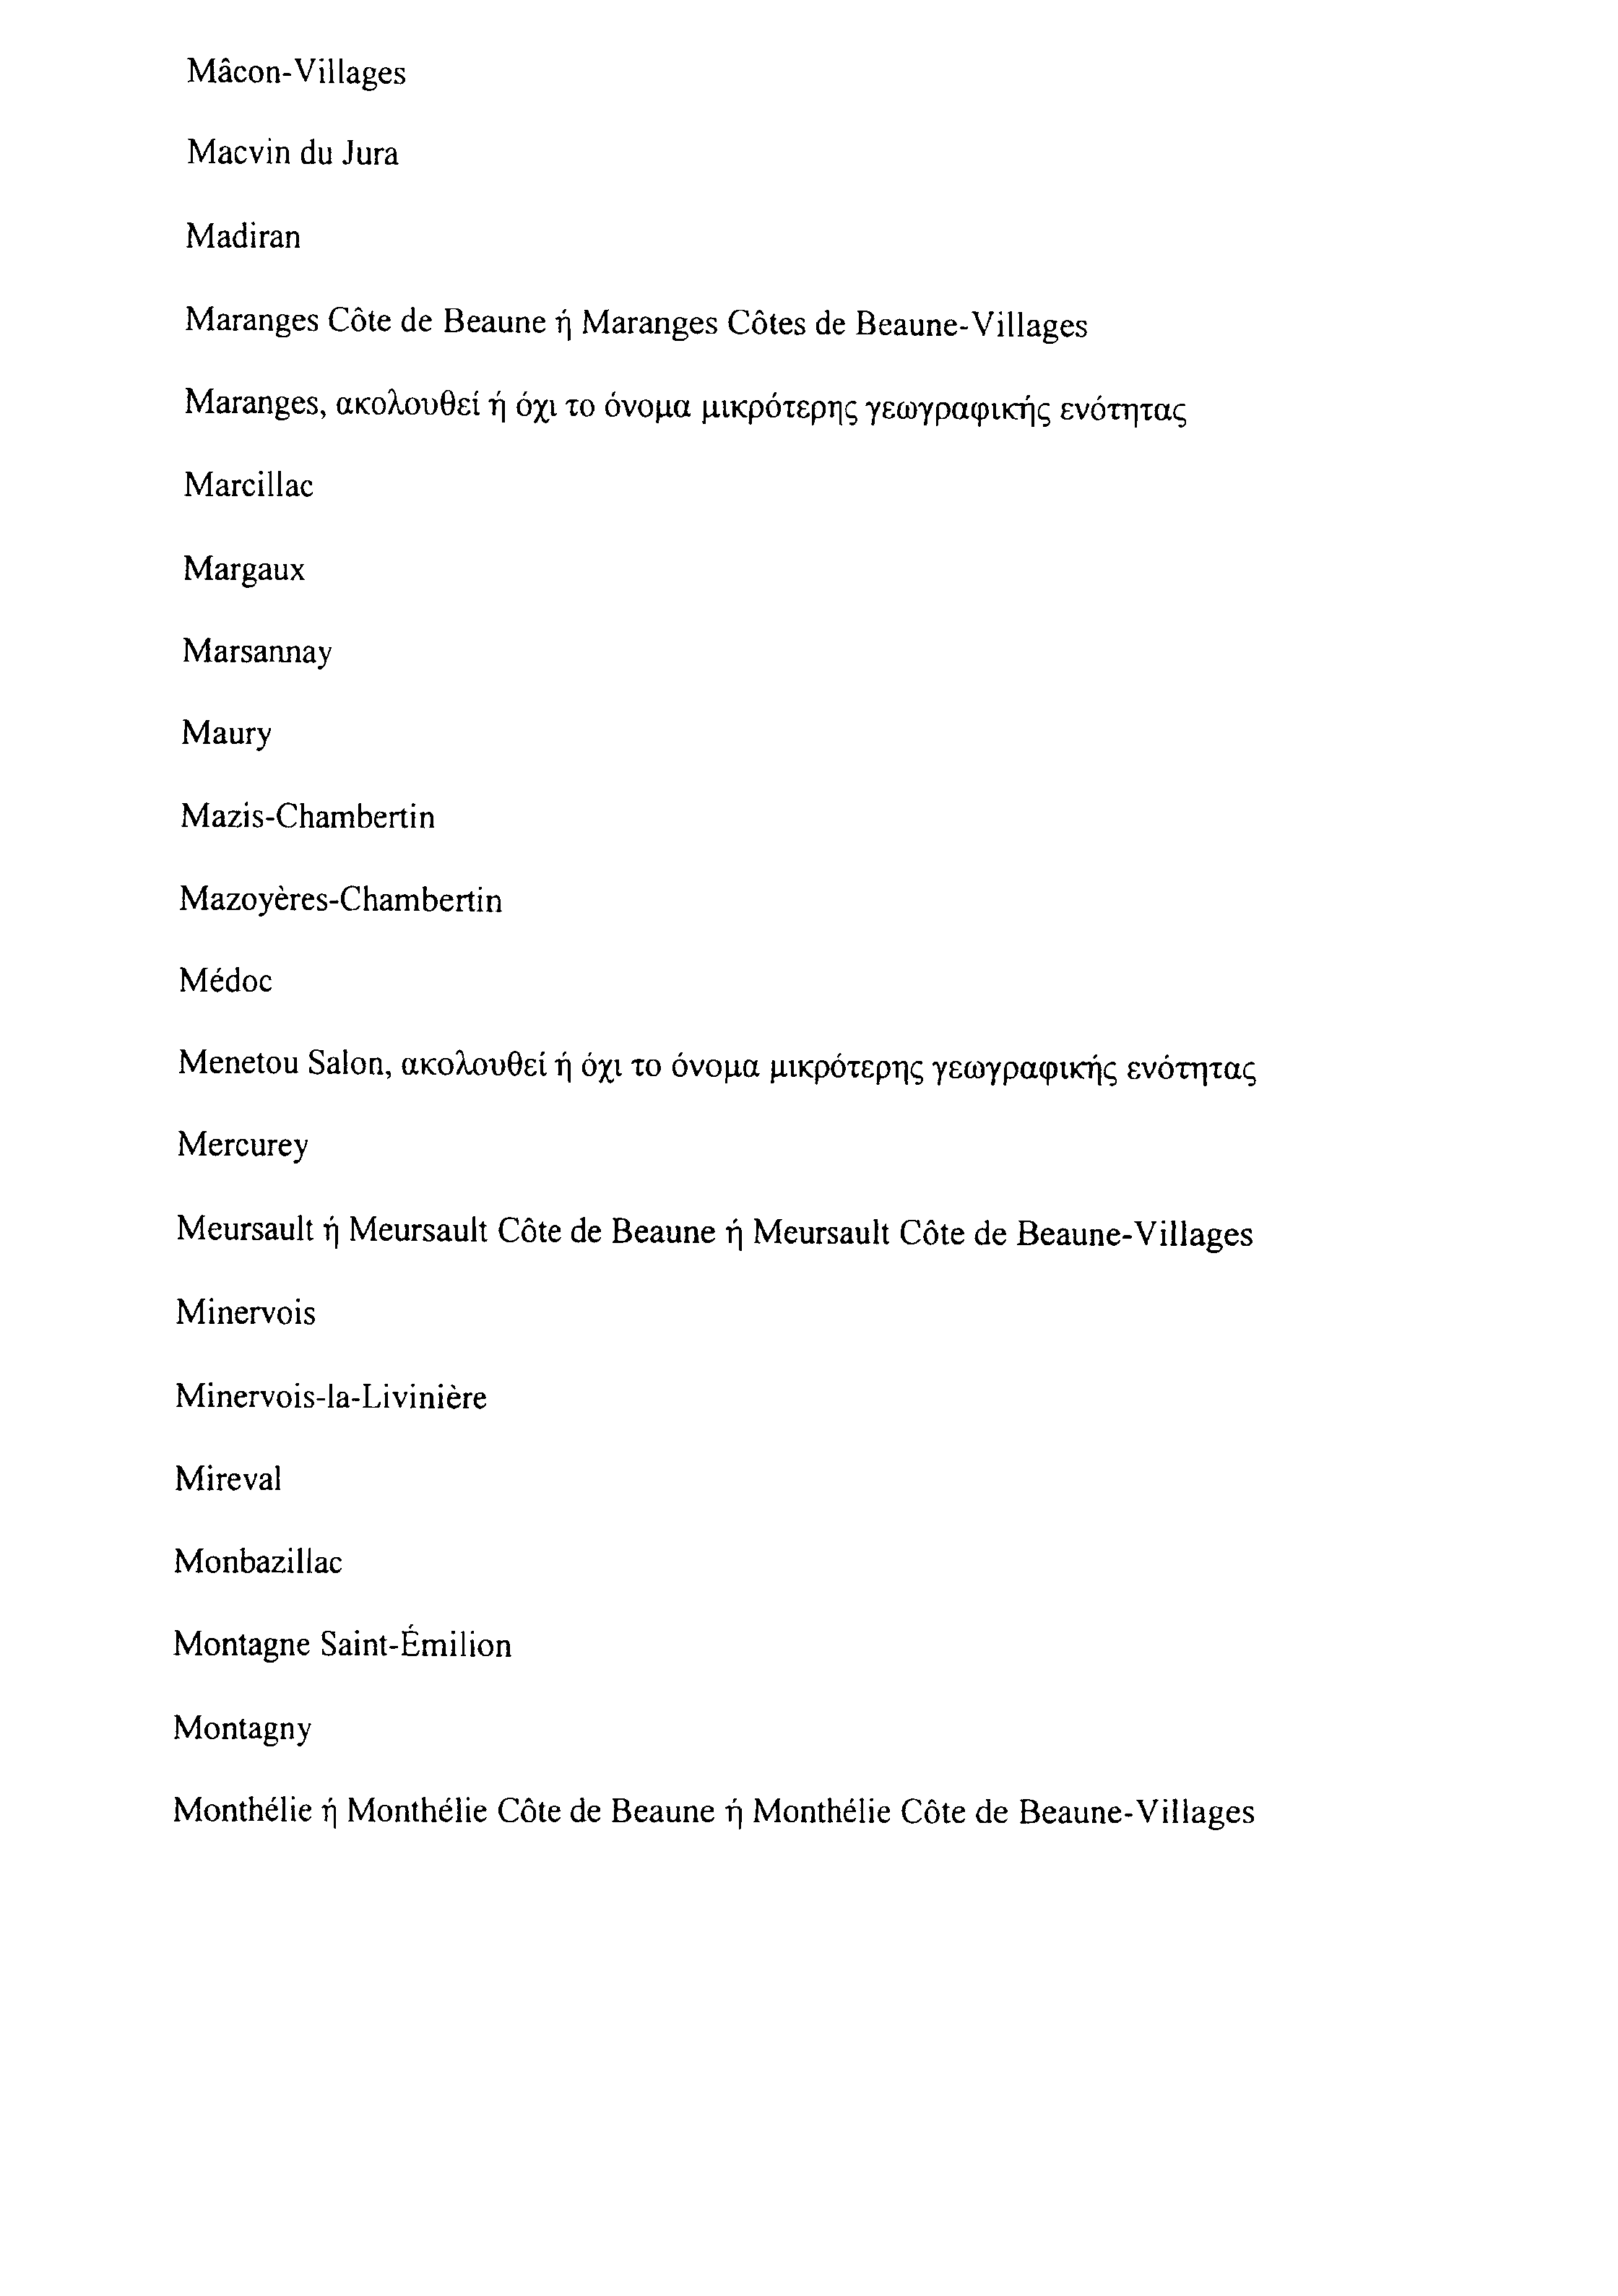 Mâcon-Villages
Macvin du Jura
Madiran
Maranges Côte de Beaune ή Maranges Côtes de Beaune-Villages
Maranges, ακολουθεί ή όχι το όνομα μικρότερης γεωγραφικής ενότητας
Marcillac
Margaux
Marsannay
Maury
Mazis-Chambertin
Mazoyères-Chambertin
Médoc
Menetou Salon, ακολουθεί ή όχι το όνομα μικρότερης γεωγραφικής ενότητας
Mercurey
Meursault ή Meursault Côte de Beaune ή Meursault Côte de Beaune-Villages
Minervois
Minervois-la-Livinière
Mireval
Monbazillac
Montagne Saint-Émilion
Montagny
Monthélie ή Monthélie Côte de Beaune ή Monthélie Côte de Beaune-Villages